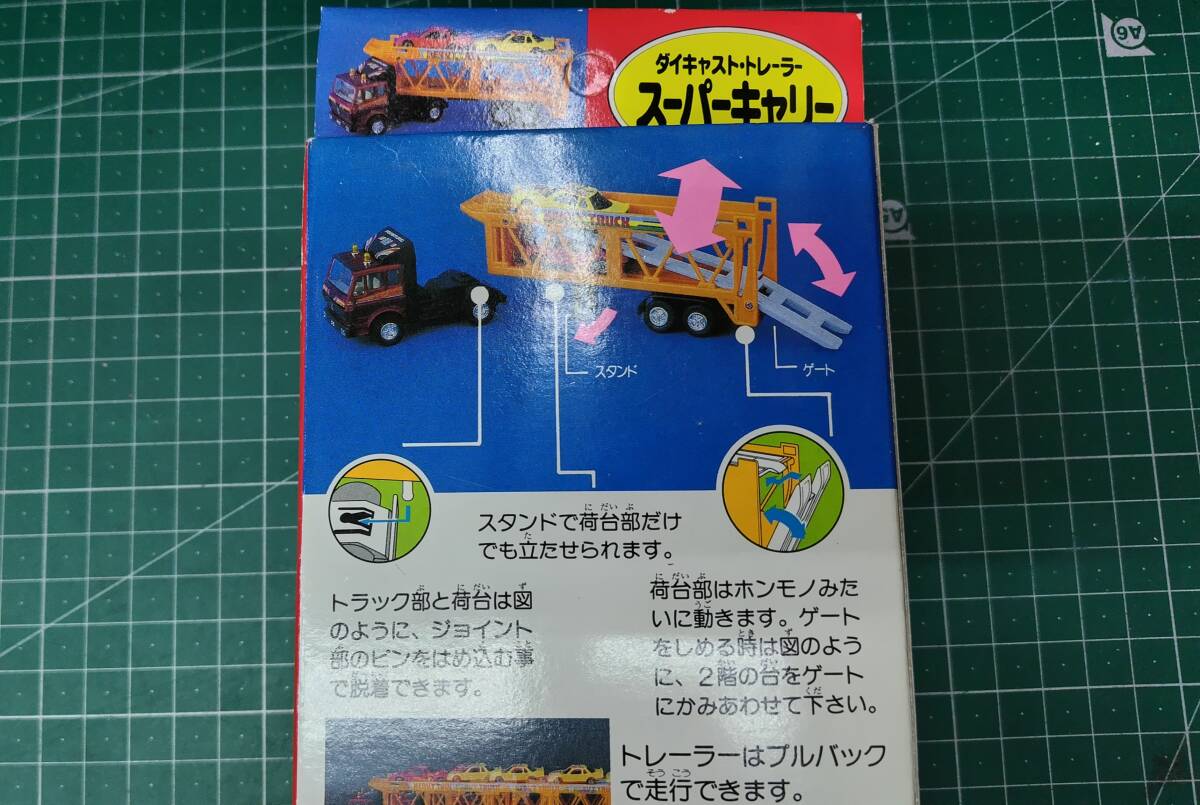 ダイキャスト・トレーラー
スーパーキャリー
TRUCK
スタンド
ゲート
スタンドで荷台部だけ
でも立たせられます。
トラック部と荷台は図
のように、ジョイント
部のピンをはめ込む事
で脱着できます。
荷台部はホンモノみた
いに動きます。ゲート
をしめる時は図のよう
に、2階の台をゲート
にかみあわせて下さい。
トレーラーはプルバック
で走行できます。
A6
A5